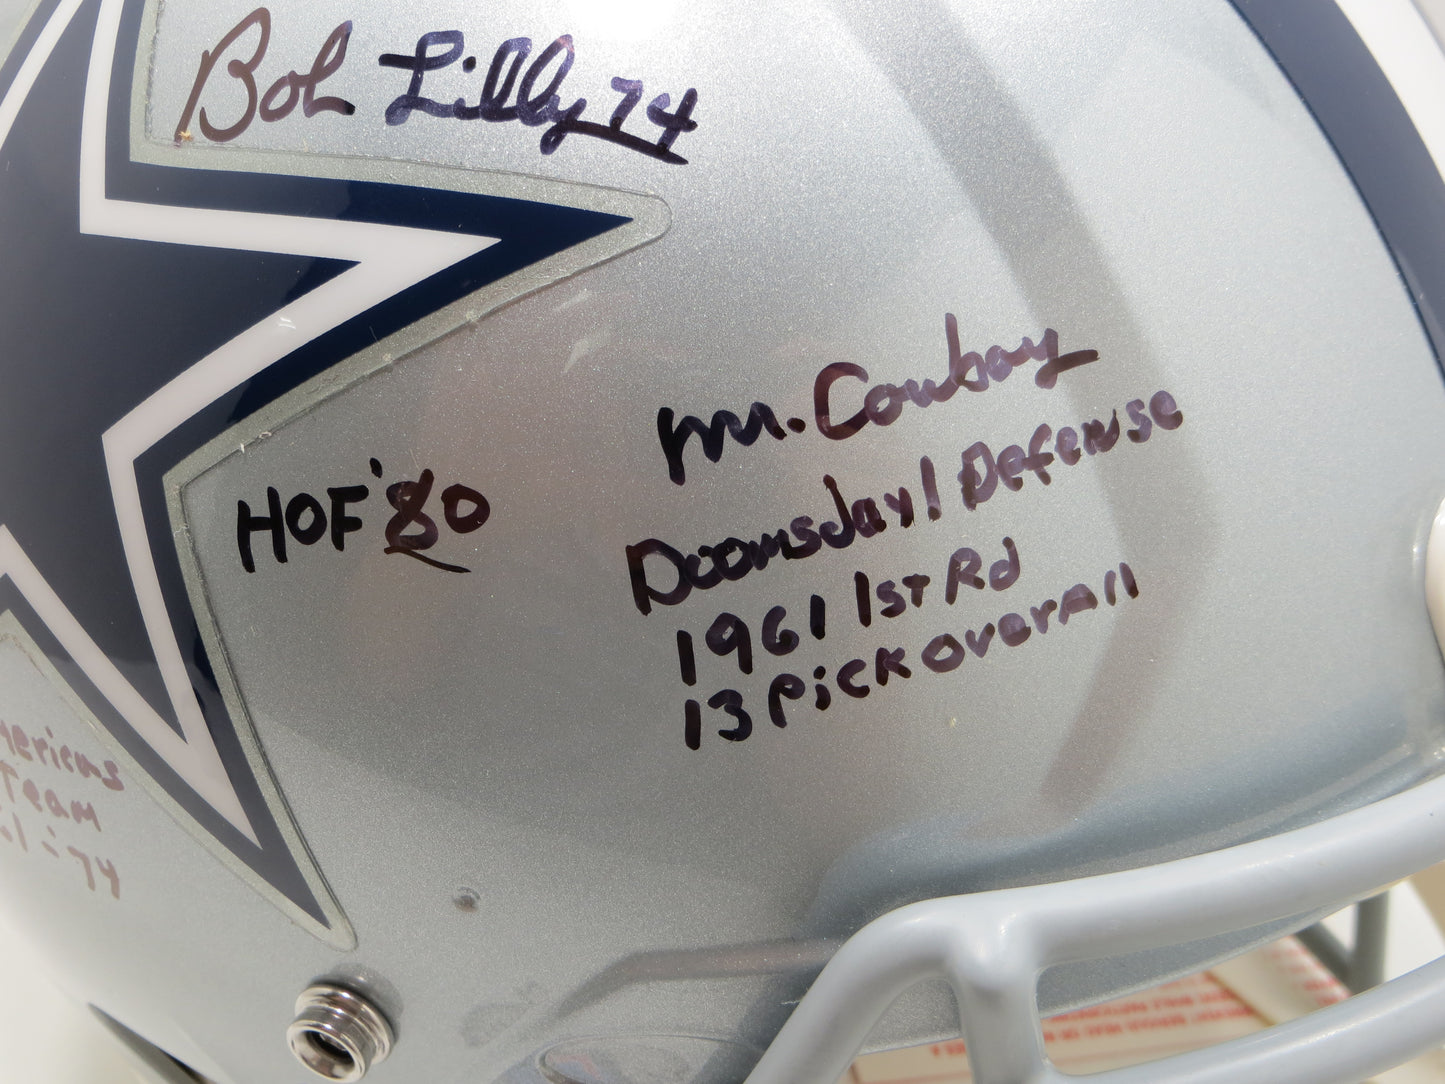 Bob Lilly 74
Mr. Cowboy
HOF '80
Doomsday! Defense
1961 1st Rd
13 Pick overall
Team